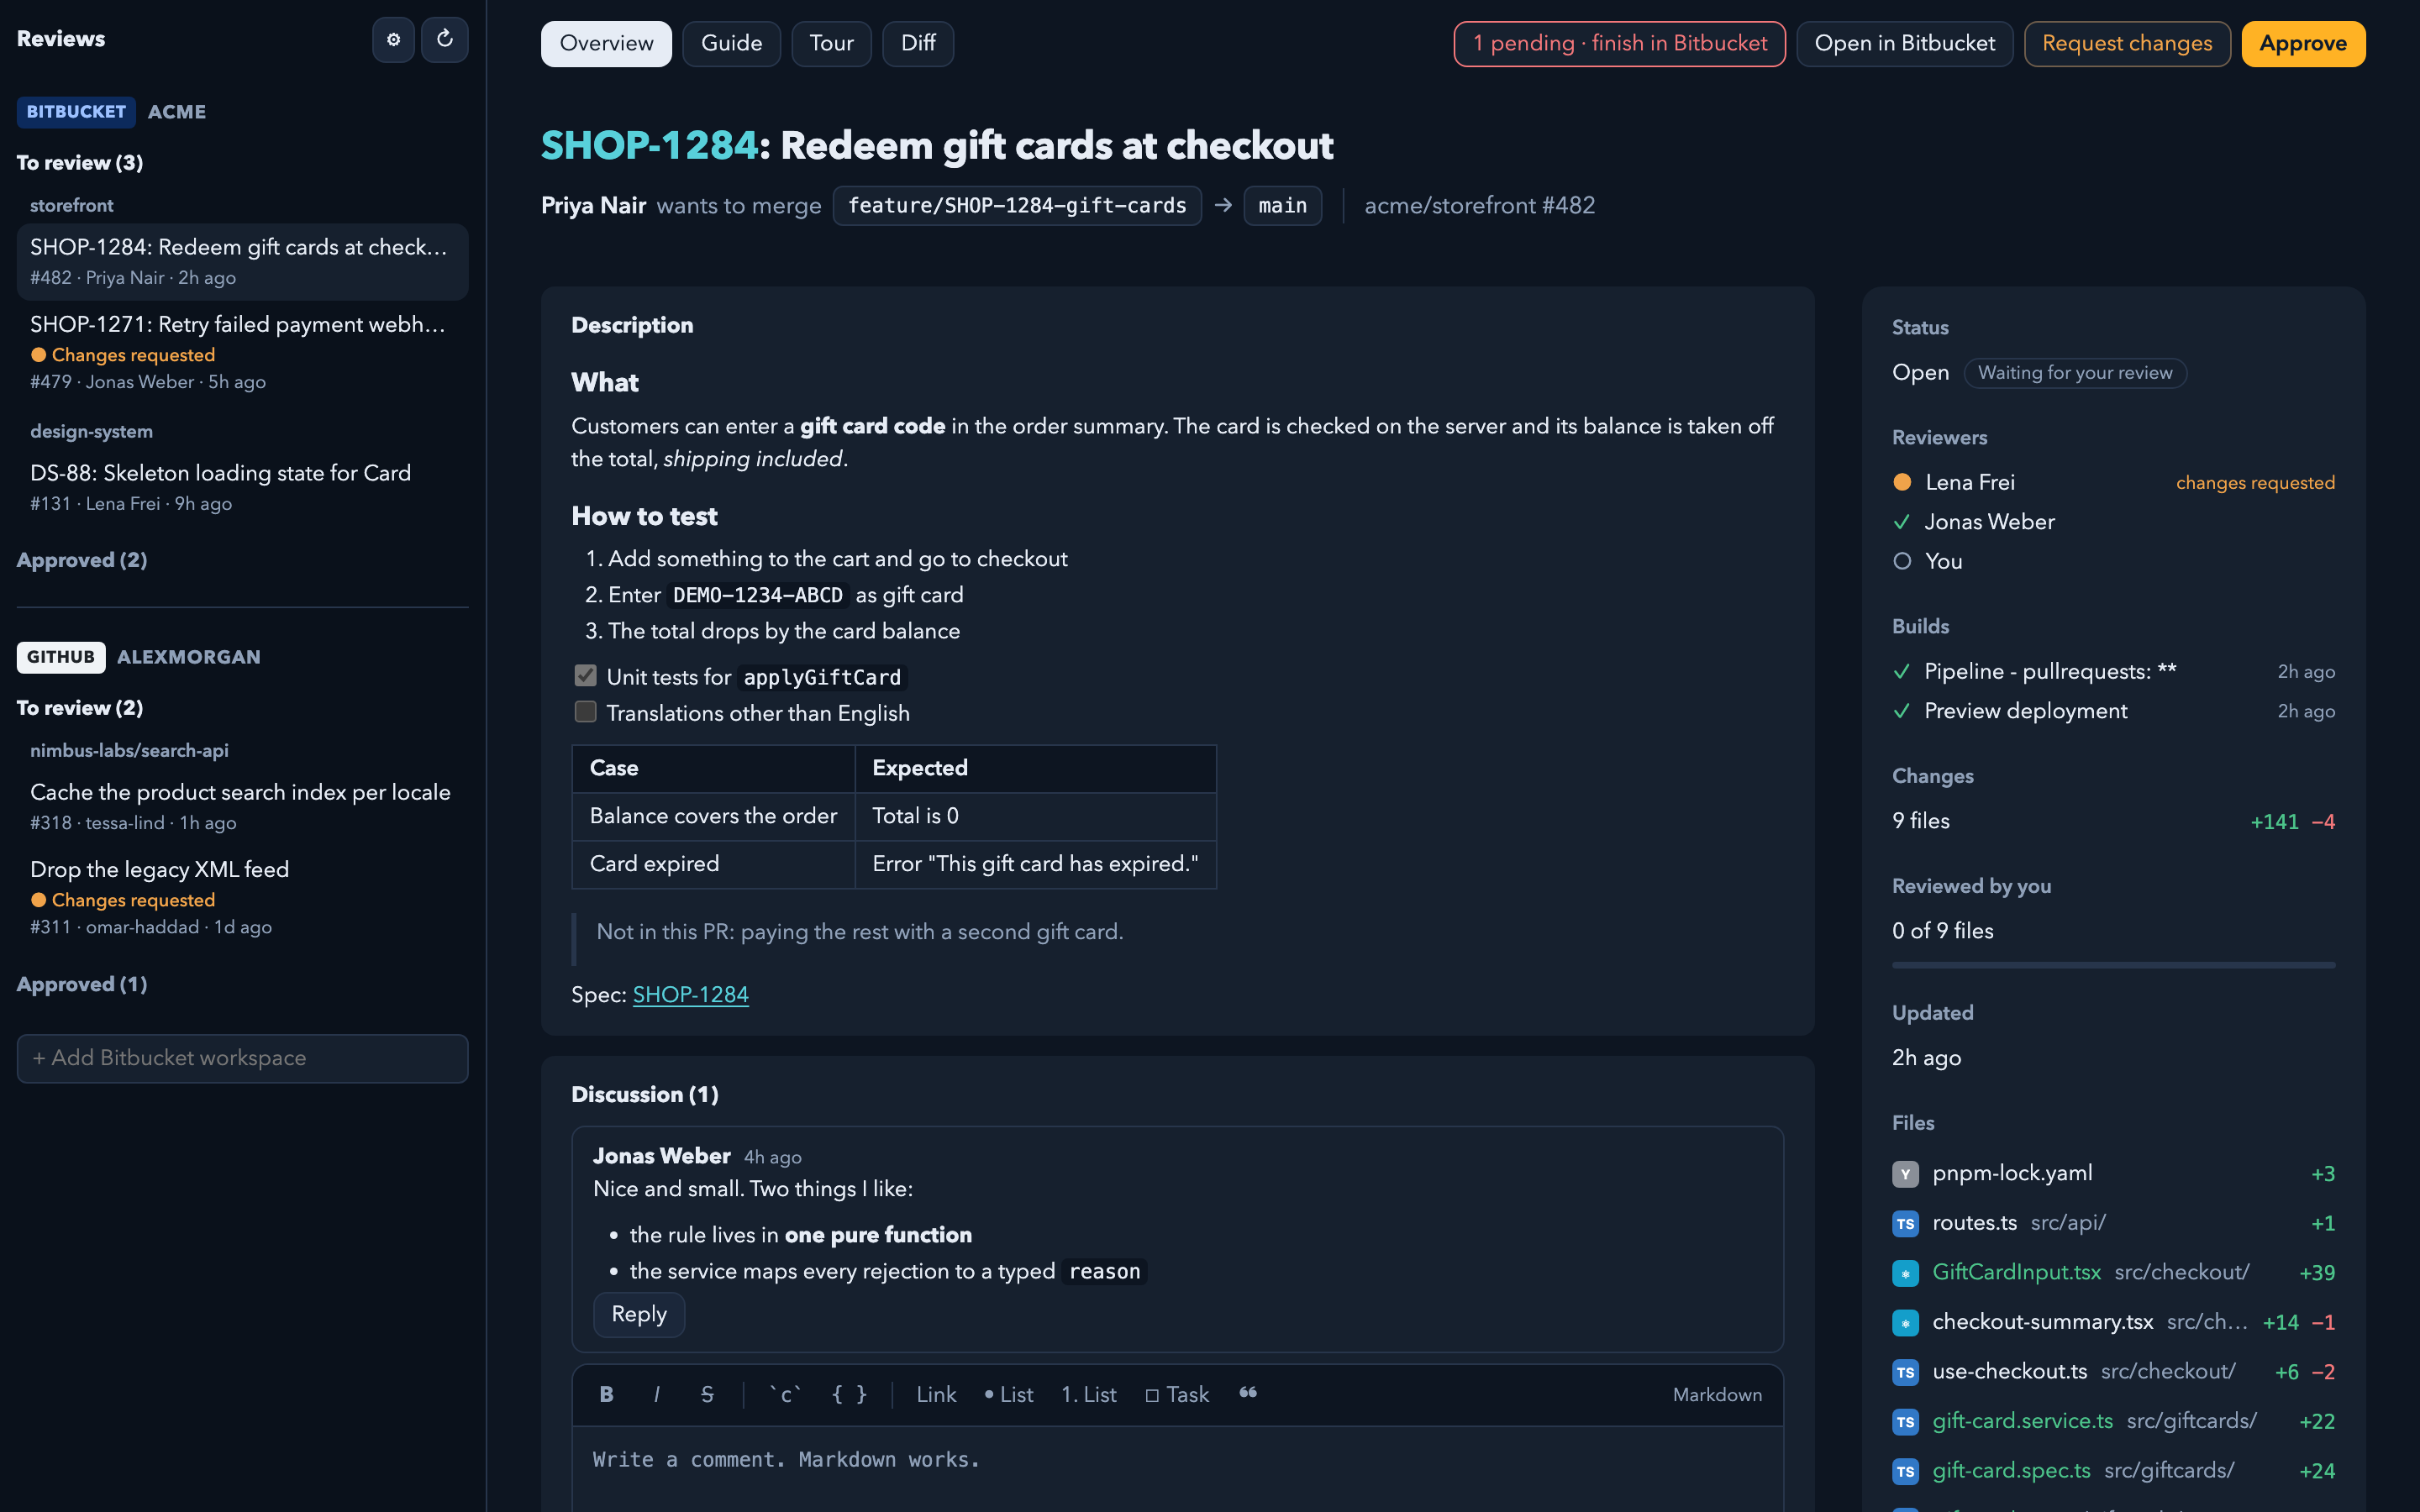 Reviews
BITBUCKET ACME
To review (3)
storefront
SHOP-1284: Redeem gift cards at check…
#482 · Priya Nair · 2h ago
SHOP-1271: Retry failed payment webh…
Changes requested
#479 · Jonas Weber · 5h ago
design-system
DS-88: Skeleton loading state for Card
#131 · Lena Frei · 9h ago
Approved (2)
GITHUB ALEXMORGAN
To review (2)
nimbus-labs/search-api
Cache the product search index per locale
#318 · tessa-lind · 1h ago
Drop the legacy XML feed
Changes requested
#311 · omar-haddad · 1d ago
Approved (1)
+ Add Bitbucket workspace
Overview Guide Tour Diff
1 pending · finish in Bitbucket Open in Bitbucket Request changes Approve
SHOP-1284: Redeem gift cards at checkout
Priya Nair wants to merge feature/SHOP-1284-gift-cards → main acme/storefront #482
Description
What
Customers can enter a gift card code in the order summary. The card is checked on the server and its balance is taken off
the total, shipping included.
How to test
1. Add something to the cart and go to checkout
2. Enter DEMO-1234-ABCD as gift card
3. The total drops by the card balance
Unit tests for applyGiftCard
Translations other than English
Case Expected
Balance covers the order Total is 0
Card expired Error "This gift card has expired."
Not in this PR: paying the rest with a second gift card.
Spec: SHOP-1284
Discussion (1)
Jonas Weber 4h ago
Nice and small. Two things I like:
• the rule lives in one pure function
• the service maps every rejection to a typed reason
Reply
B I S `c` { } Link • List 1. List ☐ Task ❝ Markdown
Write a comment. Markdown works.
Status
Open Waiting for your review
Reviewers
Lena Frei changes requested
Jonas Weber
You
Builds
Pipeline - pullrequests: ** 2h ago
Preview deployment 2h ago
Changes
9 files +141 −4
Reviewed by you
0 of 9 files
Updated
2h ago
Files
Y pnpm-lock.yaml +3
TS routes.ts src/api/ +1
GiftCardInput.tsx src/checkout/ +39
checkout-summary.tsx src/ch… +14 −1
TS use-checkout.ts src/checkout/ +6 −2
TS gift-card.service.ts src/giftcards/ +22
TS gift-card.spec.ts src/giftcards/ +24